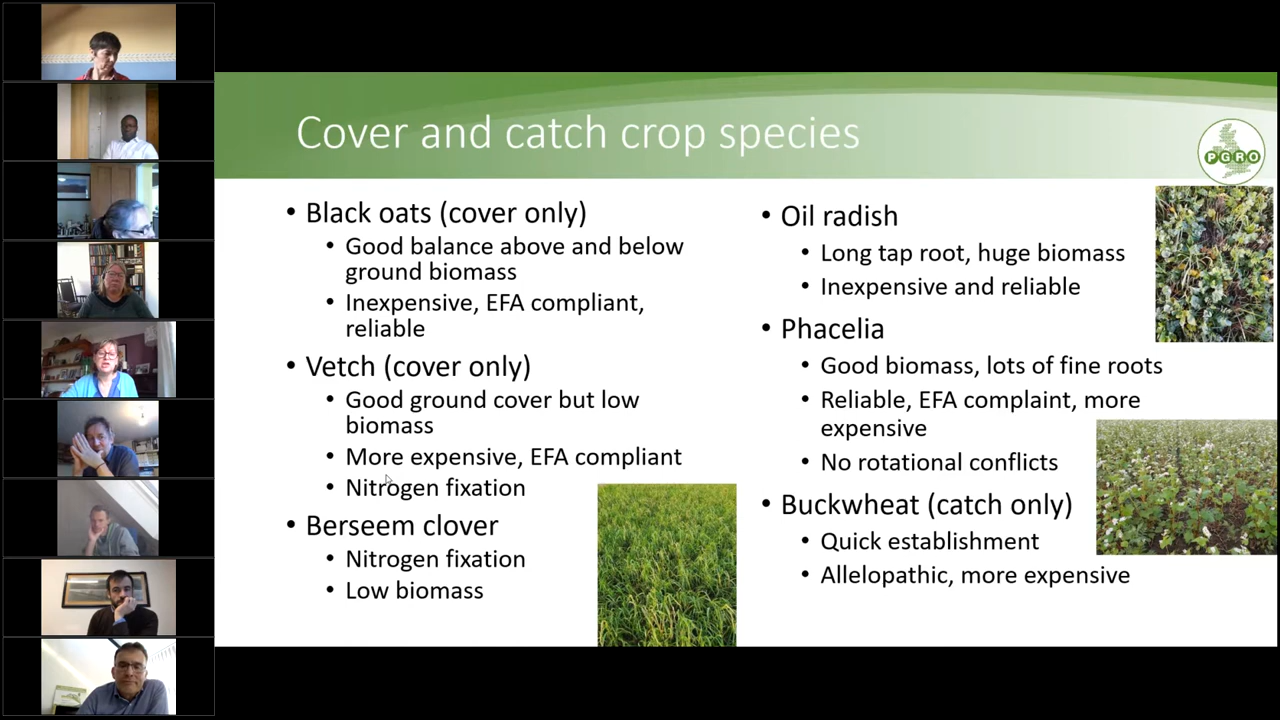 Cover and catch crop species
PGRO
• Black oats (cover only)
• Good balance above and below
ground biomass
• Inexpensive, EFA compliant,
reliable
• Vetch (cover only)
• Good ground cover but low
biomass
• More expensive, EFA compliant
• Nitrogen fixation
• Berseem clover
• Nitrogen fixation
• Low biomass
• Oil radish
• Long tap root, huge biomass
• Inexpensive and reliable
• Phacelia
• Good biomass, lots of fine roots
• Reliable, EFA complaint, more
expensive
• No rotational conflicts
• Buckwheat (catch only)
• Quick establishment
• Allelopathic, more expensive